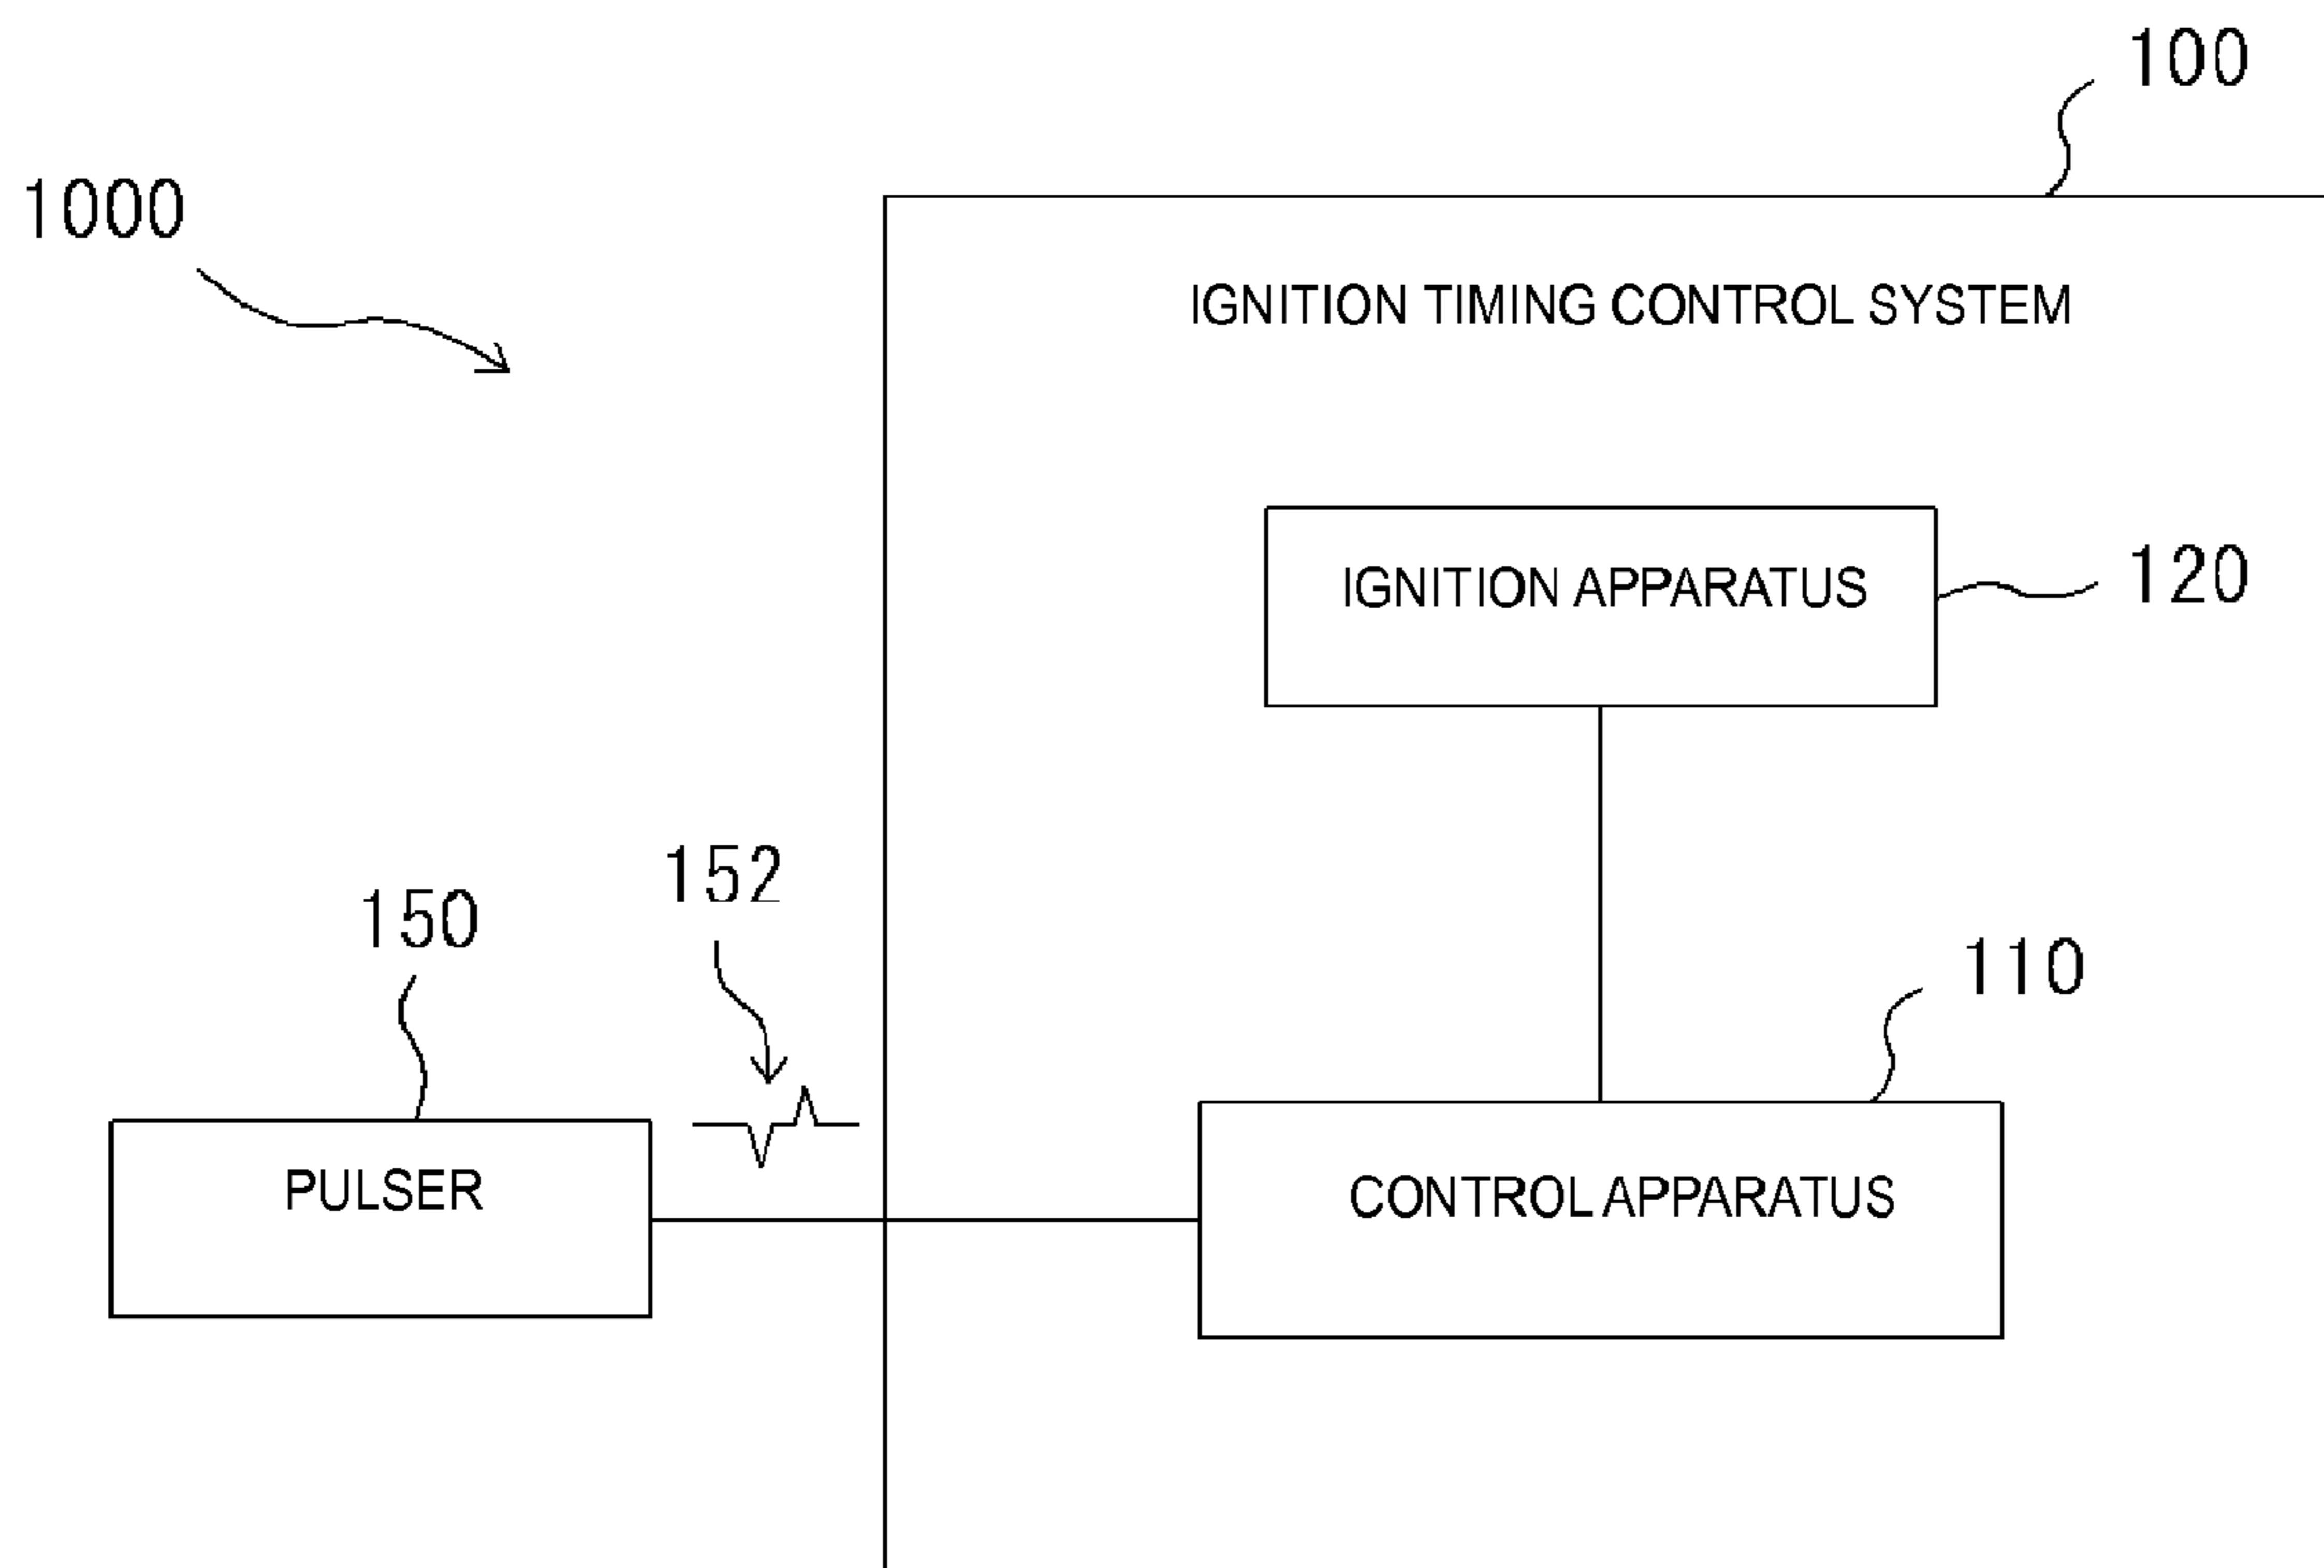 100
1000
IGNITION TIMING CONTROL SYSTEM
IGNITION APPARATUS
120
152
150
110
PULSER
CONTROL APPARATUS